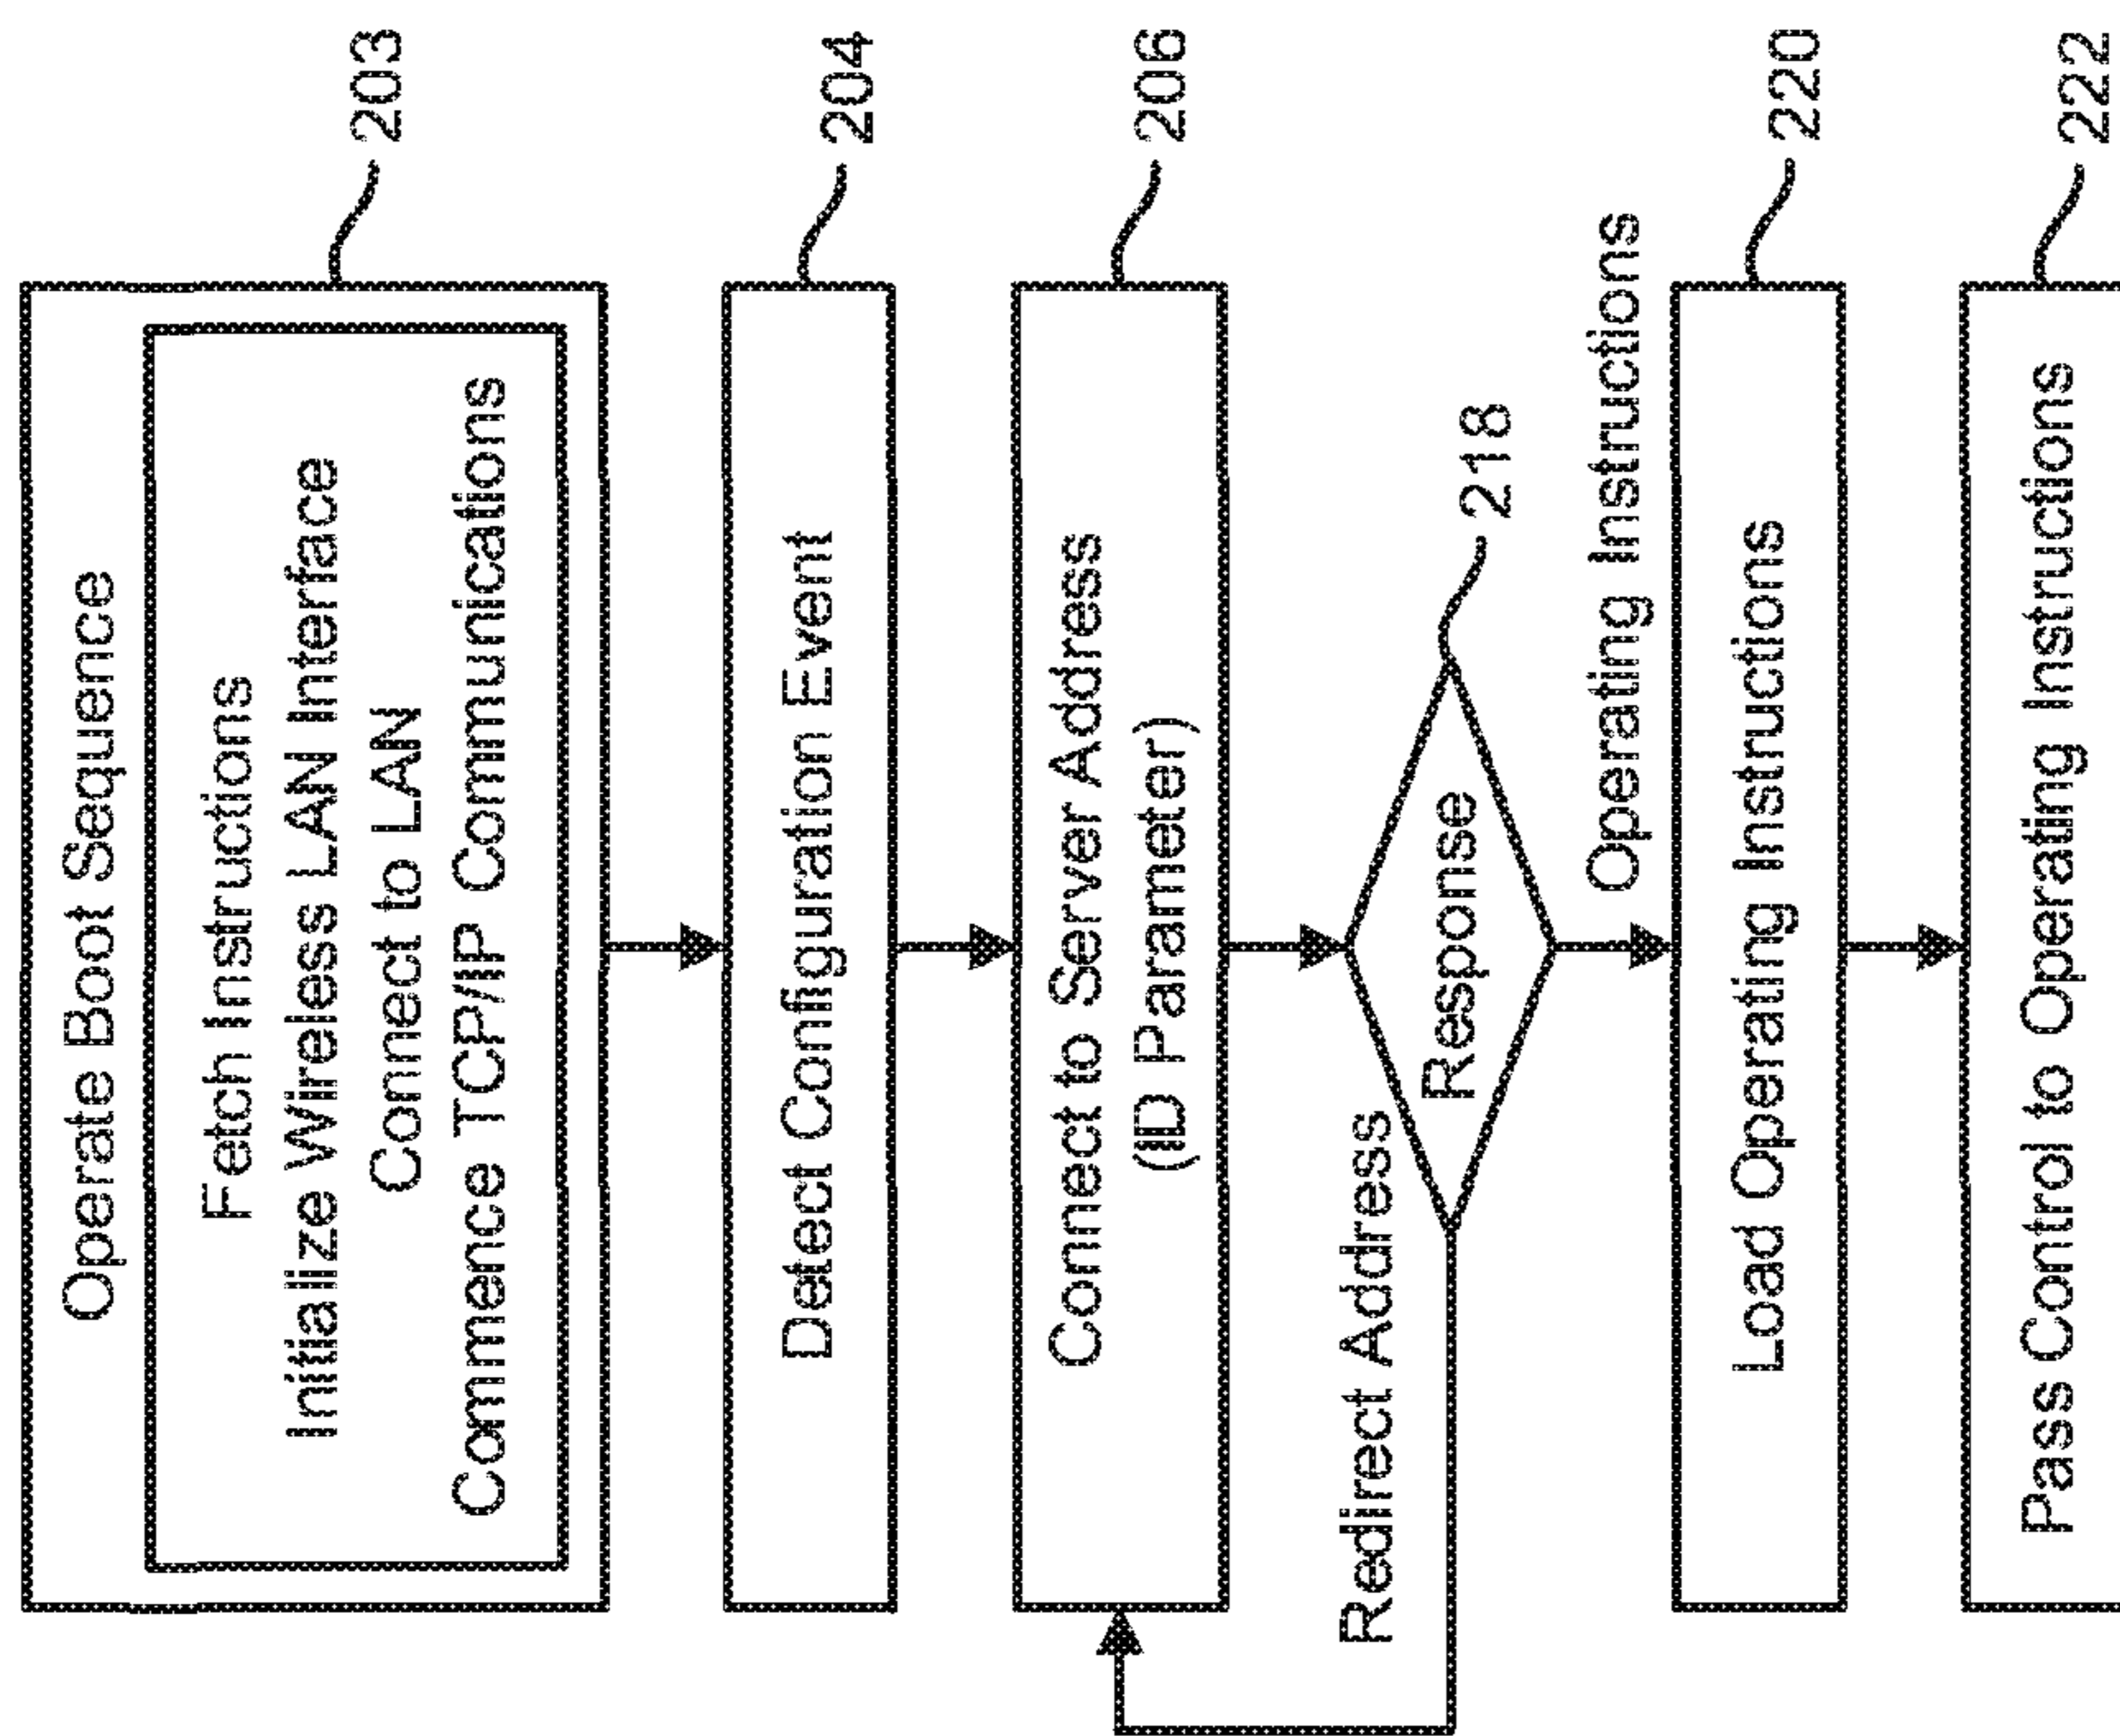 Operate Boot Sequence
203
Fetch Instructions
Initialize Wireless LAN Interface
Connect to LAN
Commence TCP/IP Communications
Detect Configuration Event
204
Connect to Server Address
(ID Parameter)
206
Redirect Address
Response
218
Operating Instructions
Load Operating Instructions
220
Pass Control to Operating Instructions
222